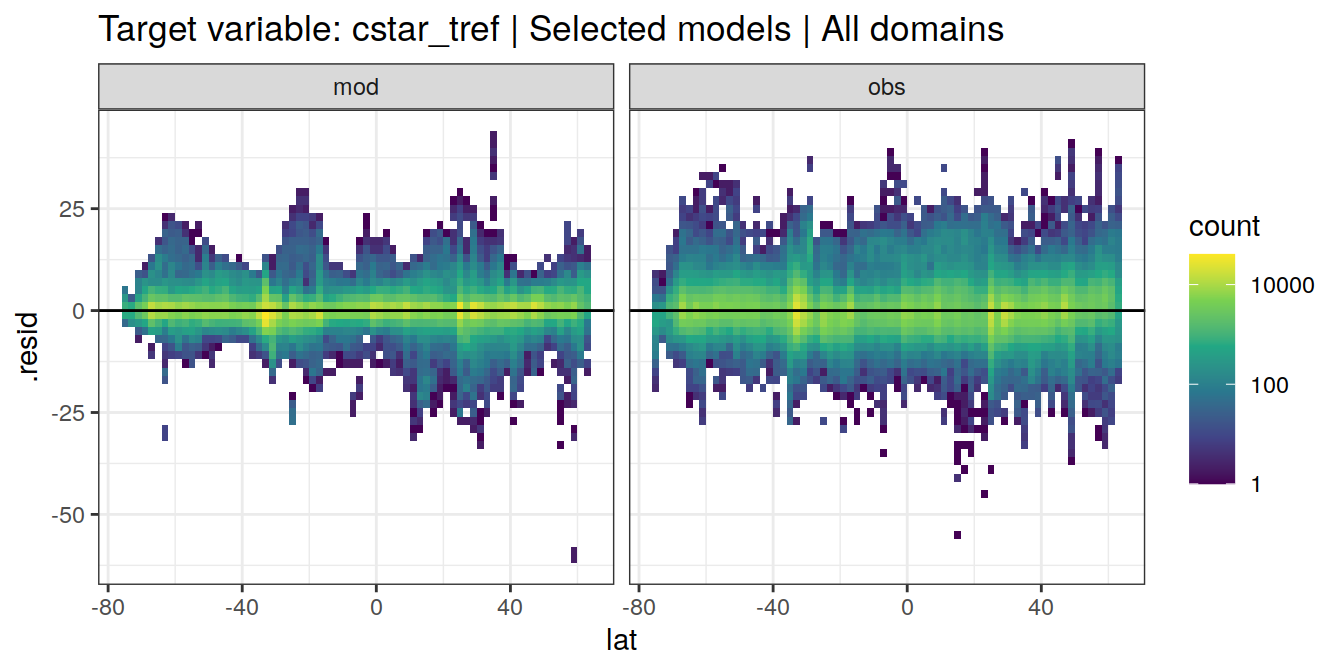 Target variable: cstar_tref | Selected models | All domains
mod
obs
.resid
25
0
-25
-50
-80
-40
0
40
-80
-40
0
40
lat
count
10000
100
1